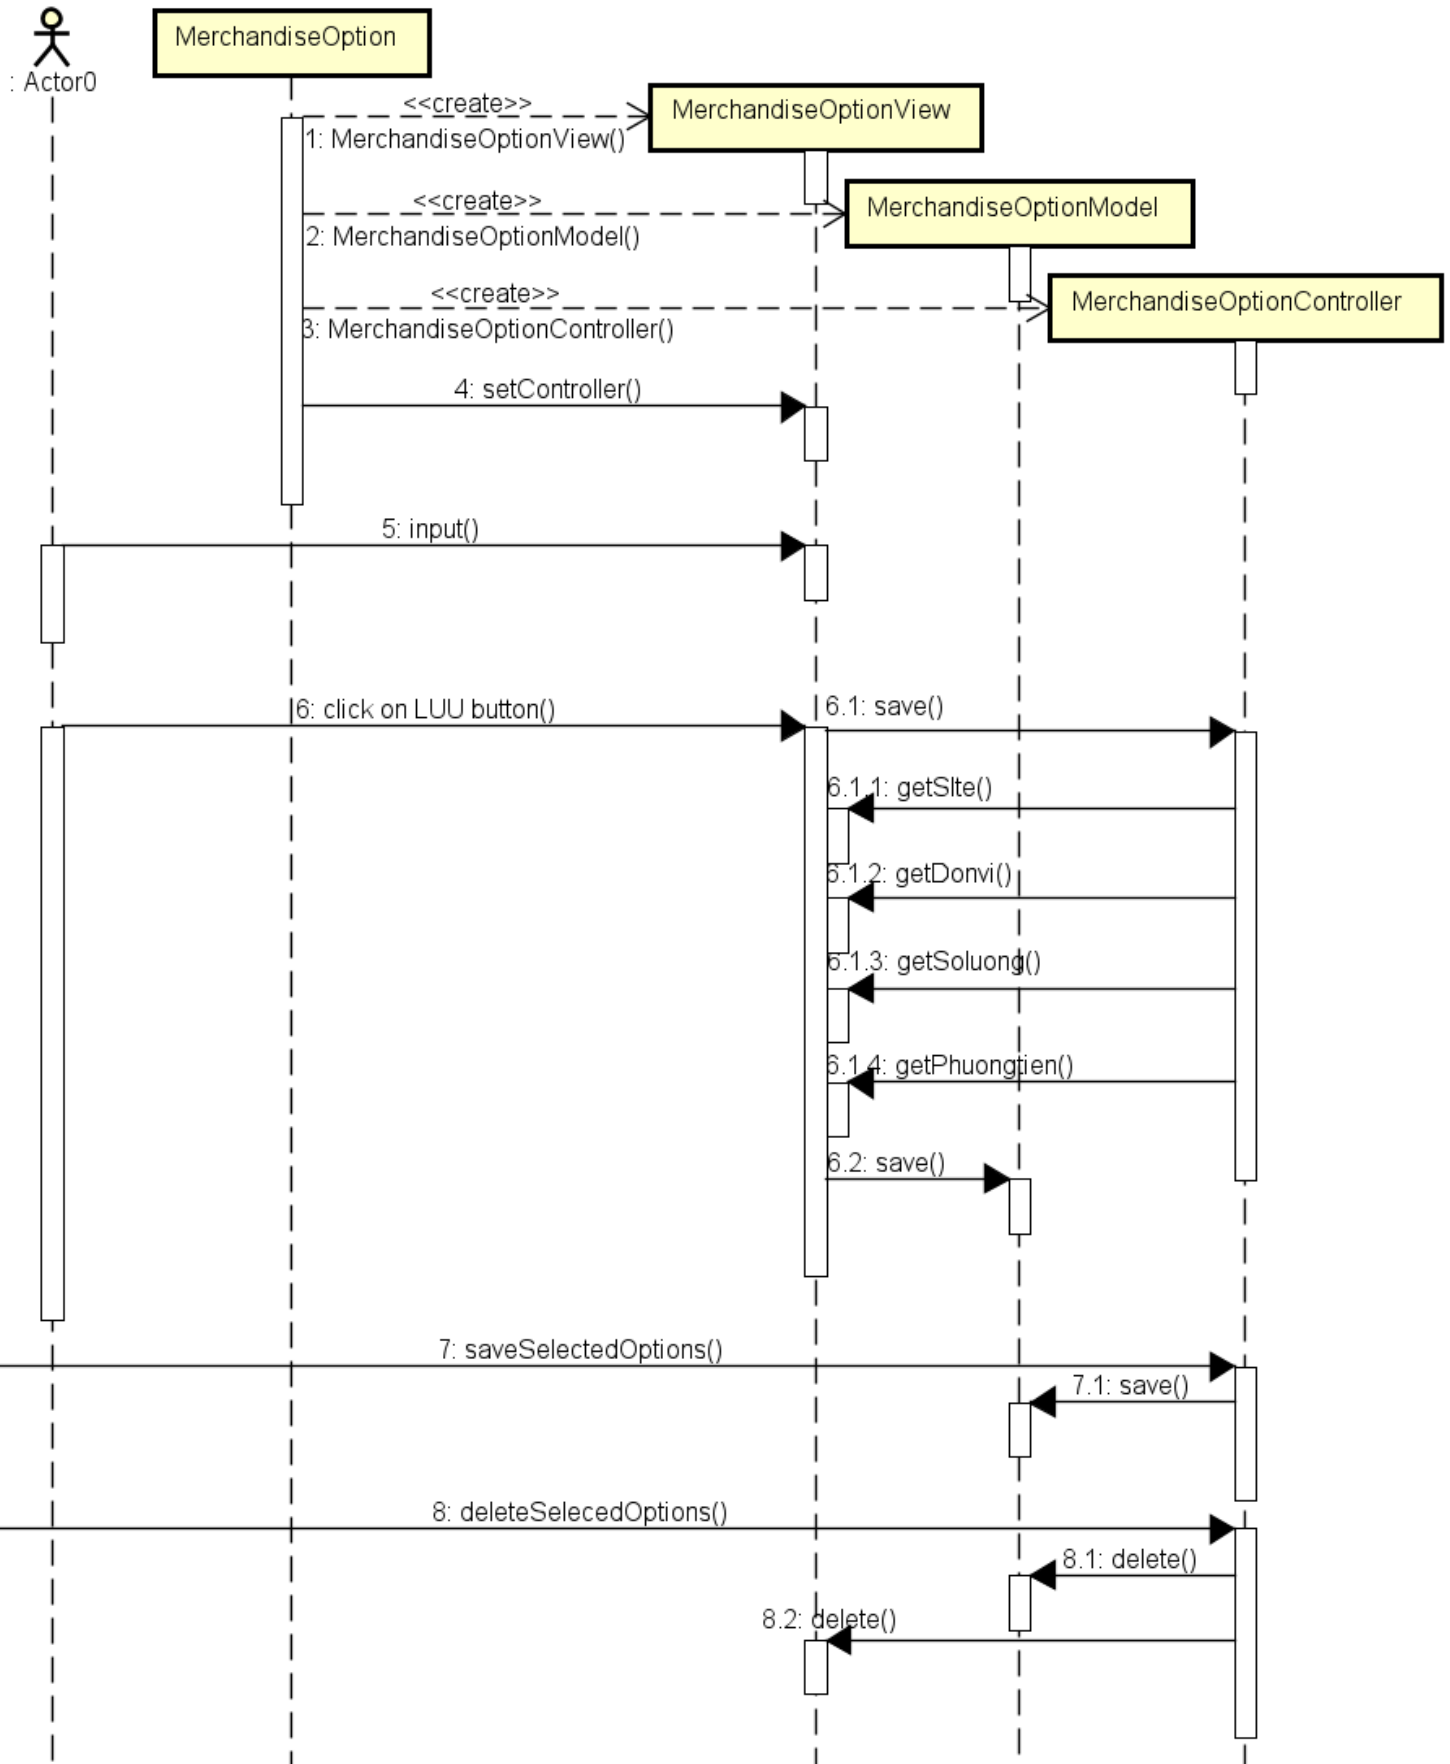 : Actor0
MerchandiseOption
<<create>>
1: MerchandiseOptionView()
MerchandiseOptionView
<<create>>
2: MerchandiseOptionModel()
MerchandiseOptionModel
<<create>>
3: MerchandiseOptionController()
MerchandiseOptionController
4: setController()
5: input()
6: click on LUU button()
6.1: save()
6.1.1: getSIte()
6.1.2: getDonvi()
6.1.3: getSoluong()
6.1.4: getPhuongtien()
6.2: save()
7: saveSelectedOptions()
7.1: save()
8: deleteSelecedOptions()
8.1: delete()
8.2: delete()